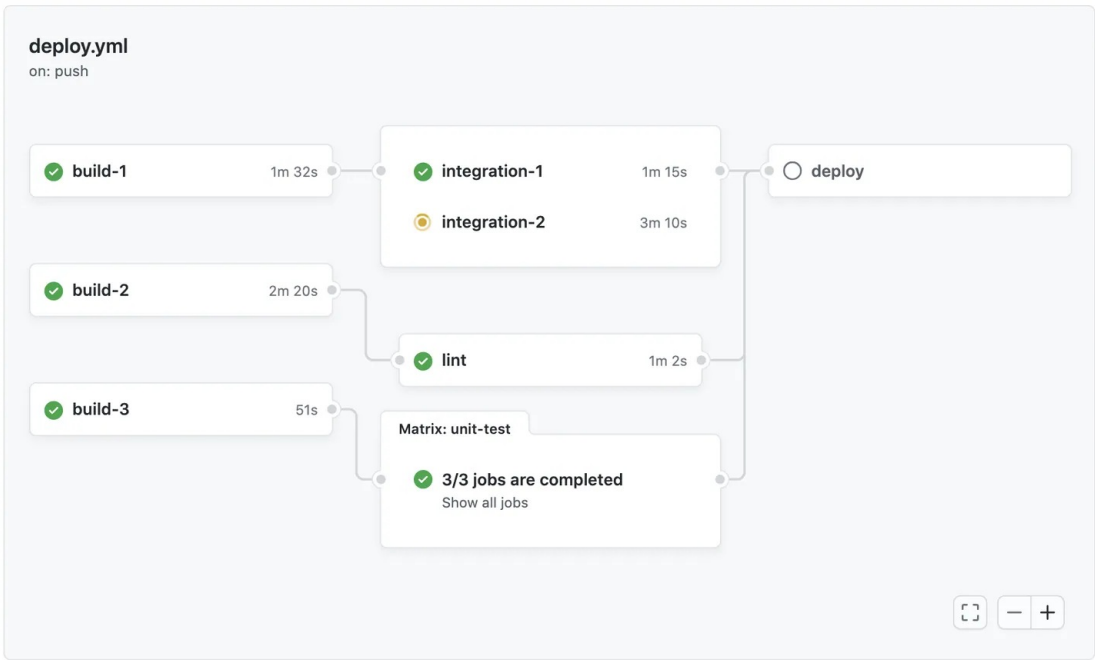 deploy.yml
on: push
build-1 1m 32s
integration-1 1m 15s
deploy
integration-2 3m 10s
build-2 2m 20s
lint 1m 2s
build-3 51s
Matrix: unit-test
3/3 jobs are completed
Show all jobs